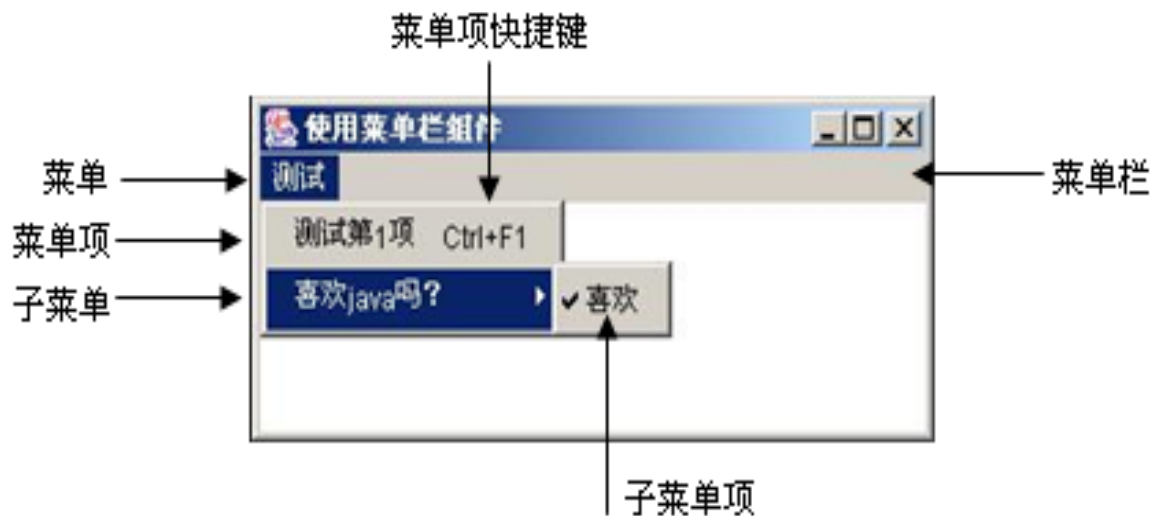 菜单项快捷键
使用菜单栏组件
菜单
测试
菜单栏
菜单项
测试第1项 Ctrl+F1
子菜单
喜欢java吗?
喜欢
子菜单项